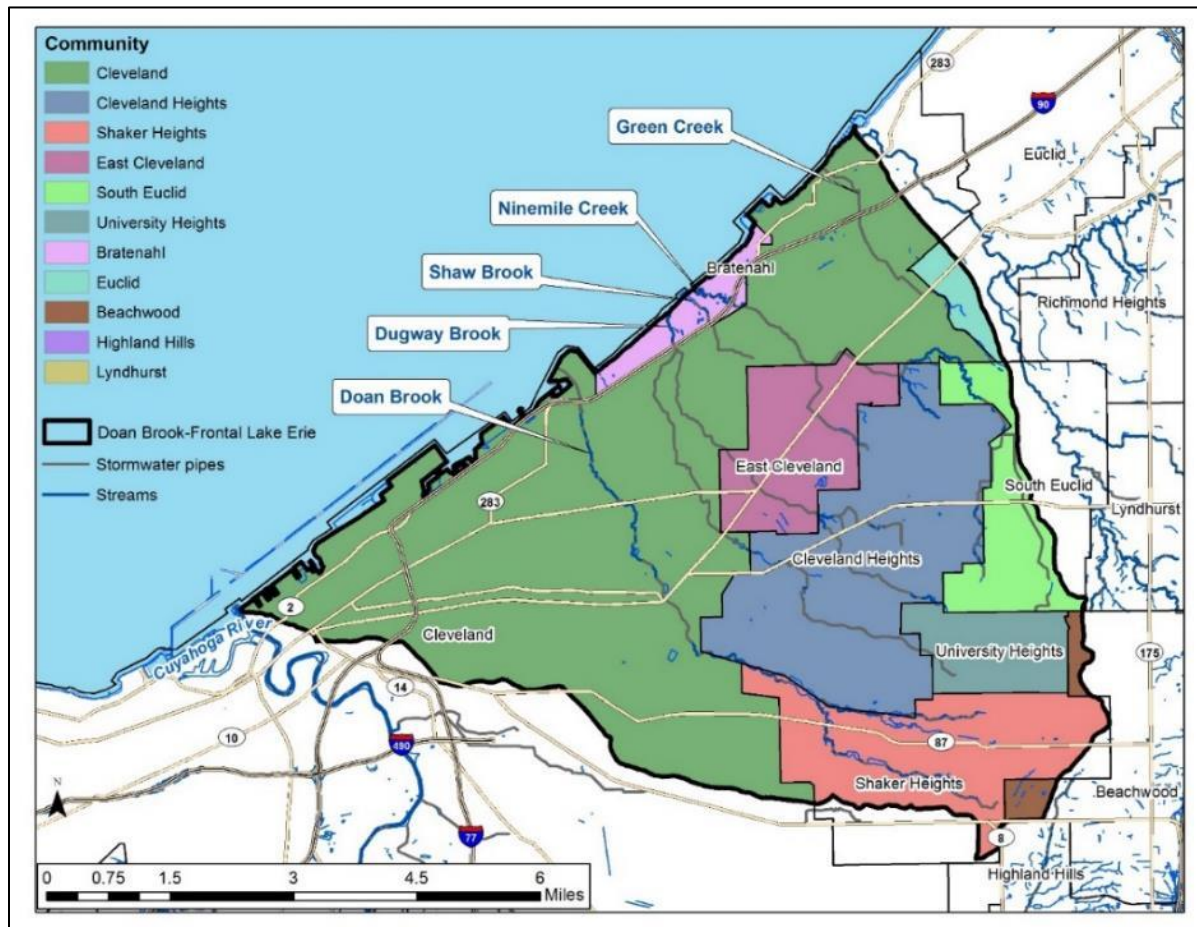 Community
Cleveland
Cleveland Heights
Shaker Heights
East Cleveland
South Euclid
University Heights
Bratenahl
Euclid
Beachwood
Highland Hills
Lyndhurst
Doan Brook-Frontal Lake Erie
Stormwater pipes
Streams
283
90
Green Creek
Euclid
Ninemile Creek
Bratenahl
Shaw Brook
Richmond Heights
Dugway Brook
Doan Brook
East Cleveland
283
South Euclid
Lyndhurst
Cleveland Heights
2
Cleveland
Cuyahoga River
University Heights
175
14
10
490
87
Shaker Heights
Beachwood
N
77
8
Highland Hills
0 0.75 1.5 3 4.5 6
Miles